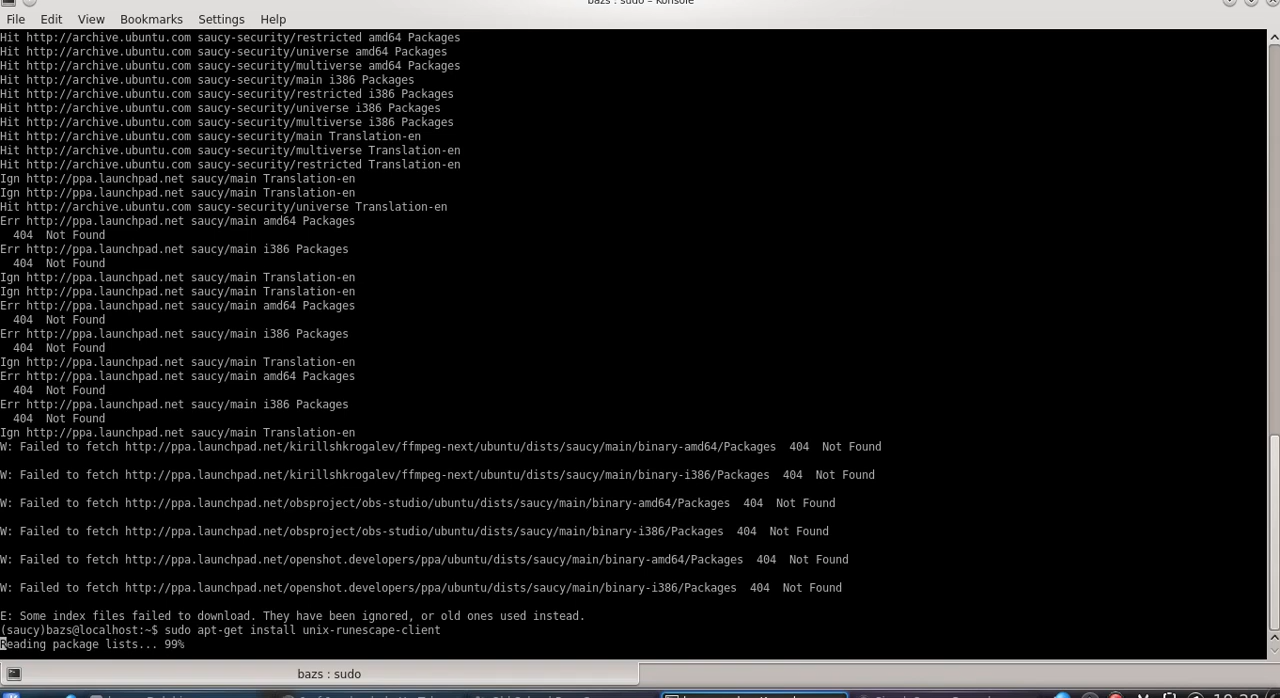 bazs : sudo – Konsole
File Edit View Bookmarks Settings Help
Hit http://archive.ubuntu.com saucy-security/restricted amd64 Packages
Hit http://archive.ubuntu.com saucy-security/universe amd64 Packages
Hit http://archive.ubuntu.com saucy-security/multiverse amd64 Packages
Hit http://archive.ubuntu.com saucy-security/main i386 Packages
Hit http://archive.ubuntu.com saucy-security/restricted i386 Packages
Hit http://archive.ubuntu.com saucy-security/universe i386 Packages
Hit http://archive.ubuntu.com saucy-security/multiverse i386 Packages
Hit http://archive.ubuntu.com saucy-security/main Translation-en
Hit http://archive.ubuntu.com saucy-security/multiverse Translation-en
Hit http://archive.ubuntu.com saucy-security/restricted Translation-en
Ign http://ppa.launchpad.net saucy/main Translation-en
Ign http://ppa.launchpad.net saucy/main Translation-en
Hit http://archive.ubuntu.com saucy-security/universe Translation-en
Err http://ppa.launchpad.net saucy/main amd64 Packages
404  Not Found
Err http://ppa.launchpad.net saucy/main i386 Packages
404  Not Found
Ign http://ppa.launchpad.net saucy/main Translation-en
Ign http://ppa.launchpad.net saucy/main Translation-en
Err http://ppa.launchpad.net saucy/main amd64 Packages
404  Not Found
Err http://ppa.launchpad.net saucy/main i386 Packages
404  Not Found
Ign http://ppa.launchpad.net saucy/main Translation-en
Err http://ppa.launchpad.net saucy/main amd64 Packages
404  Not Found
Err http://ppa.launchpad.net saucy/main i386 Packages
404  Not Found
Ign http://ppa.launchpad.net saucy/main Translation-en
W: Failed to fetch http://ppa.launchpad.net/kirillshkrogalev/ffmpeg-next/ubuntu/dists/saucy/main/binary-amd64/Packages  404  Not Found
W: Failed to fetch http://ppa.launchpad.net/kirillshkrogalev/ffmpeg-next/ubuntu/dists/saucy/main/binary-i386/Packages  404  Not Found
W: Failed to fetch http://ppa.launchpad.net/obsproject/obs-studio/ubuntu/dists/saucy/main/binary-amd64/Packages  404  Not Found
W: Failed to fetch http://ppa.launchpad.net/obsproject/obs-studio/ubuntu/dists/saucy/main/binary-i386/Packages  404  Not Found
W: Failed to fetch http://ppa.launchpad.net/openshot.developers/ppa/ubuntu/dists/saucy/main/binary-amd64/Packages  404  Not Found
W: Failed to fetch http://ppa.launchpad.net/openshot.developers/ppa/ubuntu/dists/saucy/main/binary-i386/Packages  404  Not Found
E: Some index files failed to download. They have been ignored, or old ones used instead.
(saucy)bazs@localhost:~$ sudo apt-get install unix-runescape-client
Reading package lists... 99%
bazs : sudo